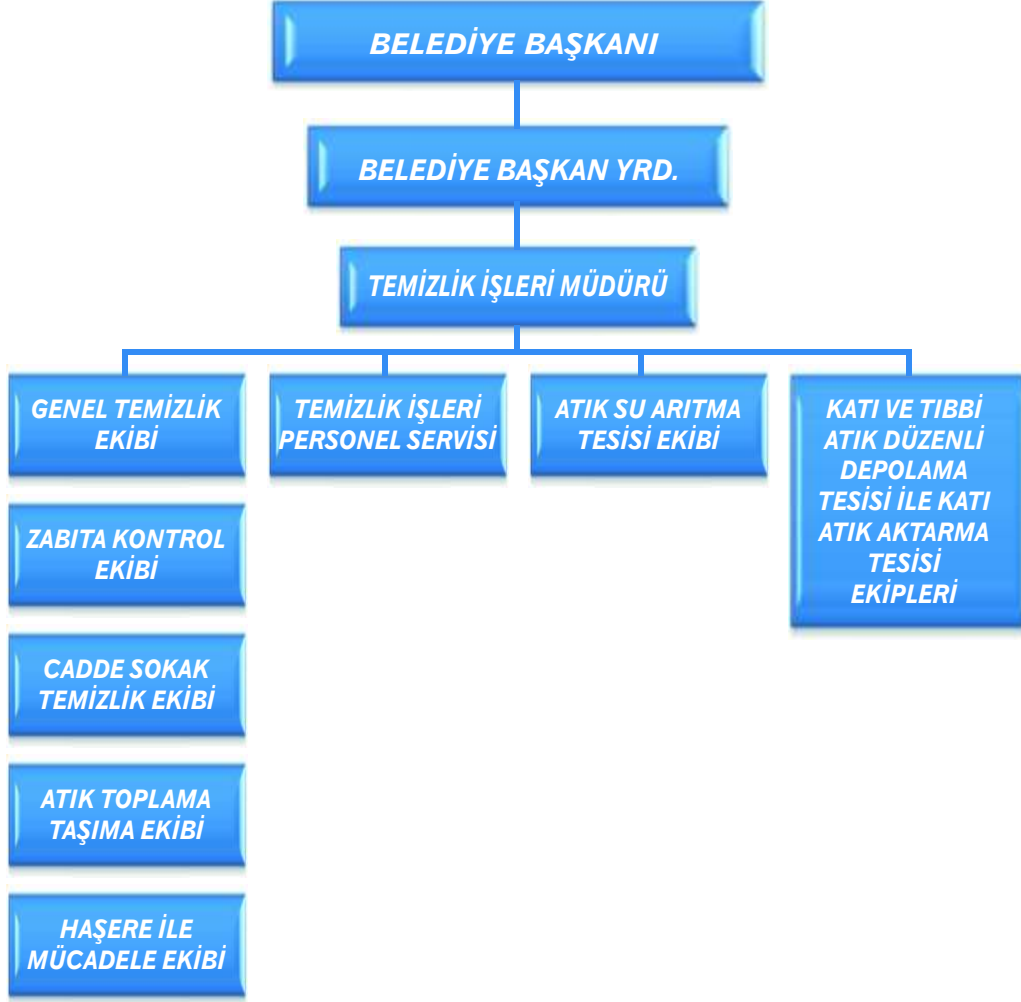 BELEDİYE BAŞKANI
BELEDİYE BAŞKAN YRD.
TEMİZLİK İŞLERİ MÜDÜRÜ
GENEL TEMİZLİK
EKİBİ
TEMİZLİK İŞLERİ
PERSONEL SERVİSİ
ATIK SU ARITMA
TESİSİ EKİBİ
KATI VE TIBBİ
ATIK DÜZENLİ
DEPOLAMA
TESİSİ İLE KATI
ATIK AKTARMA
TESİSİ
EKİPLERİ
ZABITA KONTROL
EKİBİ
CADDE SOKAK
TEMİZLİK EKİBİ
ATIK TOPLAMA
TAŞIMA EKİBİ
HAŞERE İLE
MÜCADELE EKİBİ